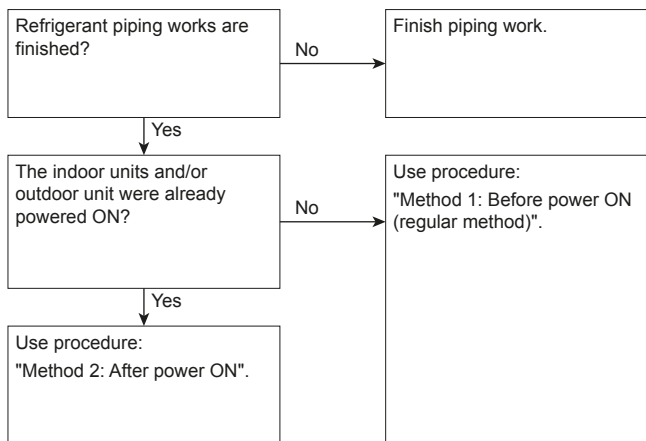 Refrigerant piping works are
finished?
No
Finish piping work.
Yes
The indoor units and/or
outdoor unit were already
powered ON?
No
Use procedure:
"Method 1: Before power ON
(regular method)".
Yes
Use procedure:
"Method 2: After power ON".